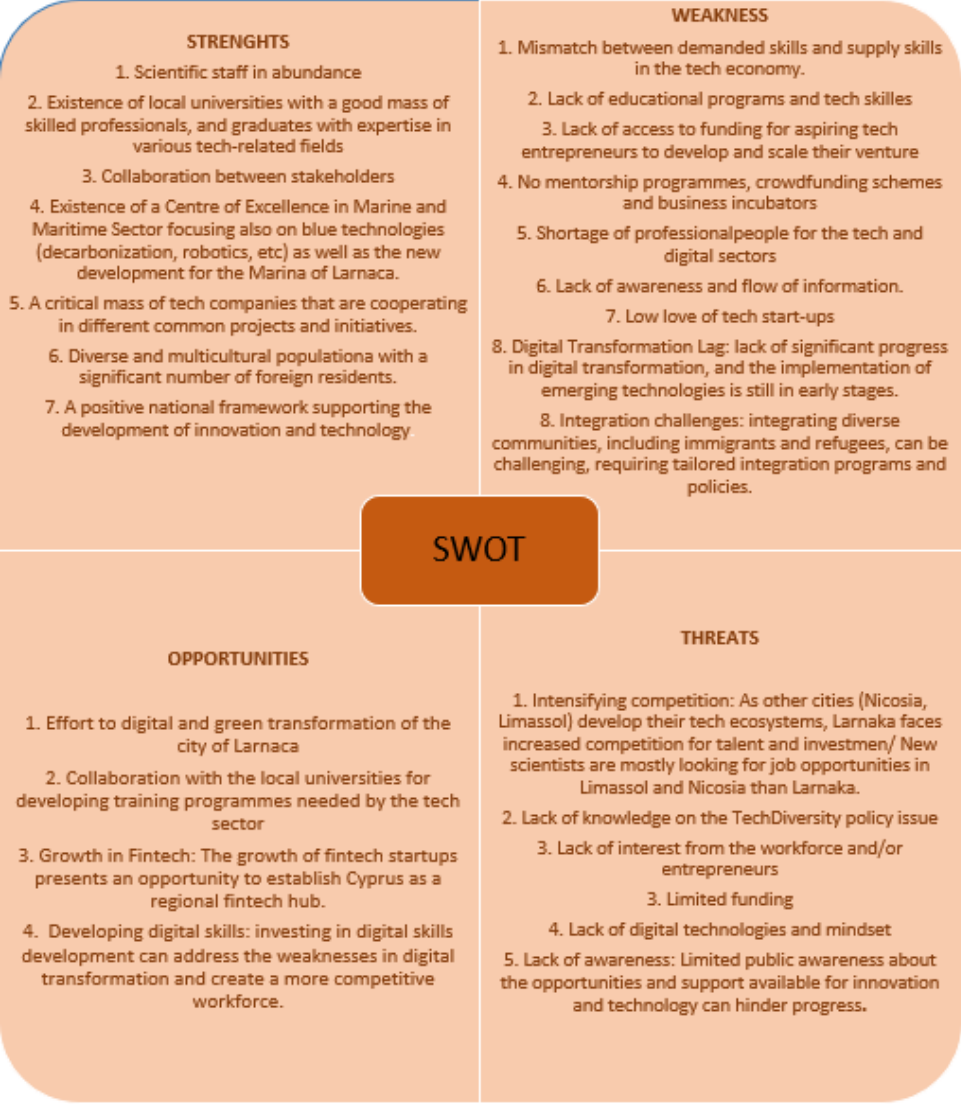 STRENGHTS
1. Scientific staff in abundance
2. Existence of local universities with a good mass of
skilled professionals, and graduates with expertise in
various tech-related fields
3. Collaboration between stakeholders
4. Existence of a Centre of Excellence in Marine and
Maritime Sector focusing also on blue technologies
(decarbonization, robotics, etc) as well as the new
development for the Marina of Larnaca.
5. A critical mass of tech companies that are cooperating
in different common projects and initiatives.
6. Diverse and multicultural populationa with a
significant number of foreign residents.
7. A positive national framework supporting the
development of innovation and technology.
WEAKNESS
1. Mismatch between demanded skills and supply skills
in the tech economy.
2. Lack of educational programs and tech skilles
3. Lack of access to funding for aspiring tech
entrepreneurs to develop and scale their venture
4. No mentorship programmes, crowdfunding schemes
and business incubators
5. Shortage of professionalpeople for the tech and
digital sectors
6. Lack of awareness and flow of information.
7. Low love of tech start-ups
8. Digital Transformation Lag: lack of significant progress
in digital transformation, and the implementation of
emerging technologies is still in early stages.
8. Integration challenges: integrating diverse
communities, including immigrants and refugees, can be
challenging, requiring tailored integration programs and
policies.
SWOT
OPPORTUNITIES
1. Effort to digital and green transformation of the
city of Larnaca
2. Collaboration with the local universities for
developing training programmes needed by the tech
sector
3. Growth in Fintech: The growth of fintech startups
presents an opportunity to establish Cyprus as a
regional fintech hub.
4. Developing digital skills: investing in digital skills
development can address the weaknesses in digital
transformation and create a more competitive
workforce.
THREATS
1. Intensifying competition: As other cities (Nicosia,
Limassol) develop their tech ecosystems, Larnaka faces
increased competition for talent and investmen/ New
scientists are mostly looking for job opportunities in
Limassol and Nicosia than Larnaka.
2. Lack of knowledge on the TechDiversity policy issue
3. Lack of interest from the workforce and/or
entrepreneurs
3. Limited funding
4. Lack of digital technologies and mindset
5. Lack of awareness: Limited public awareness about
the opportunities and support available for innovation
and technology can hinder progress.